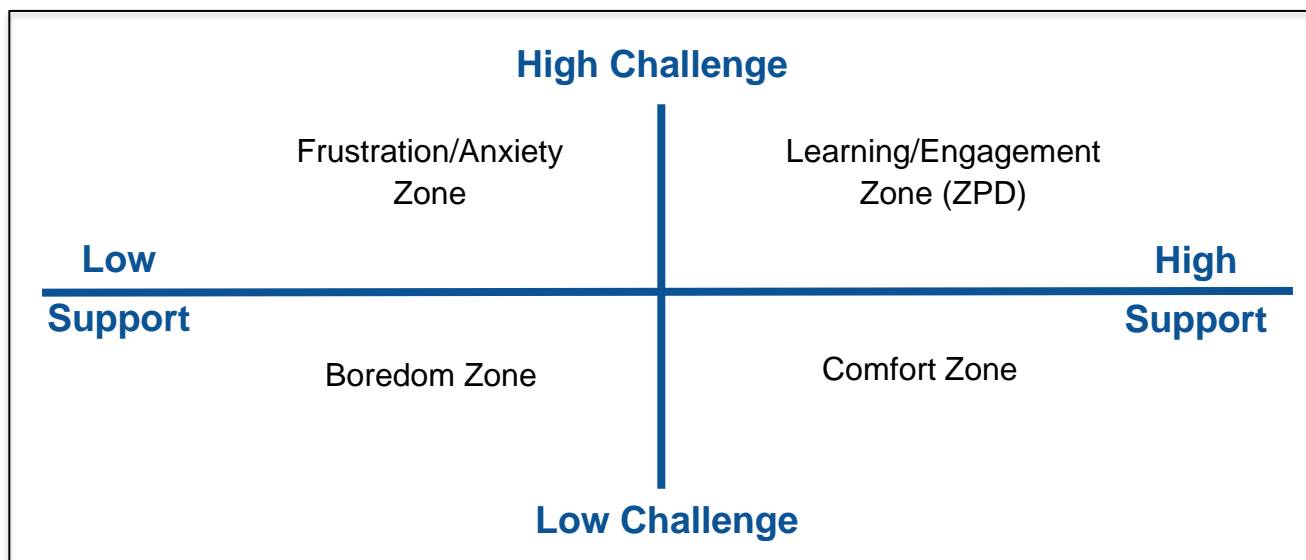 High Challenge
Frustration/Anxiety
Zone
Learning/Engagement
Zone (ZPD)
Low
Support
High
Support
Boredom Zone
Comfort Zone
Low Challenge